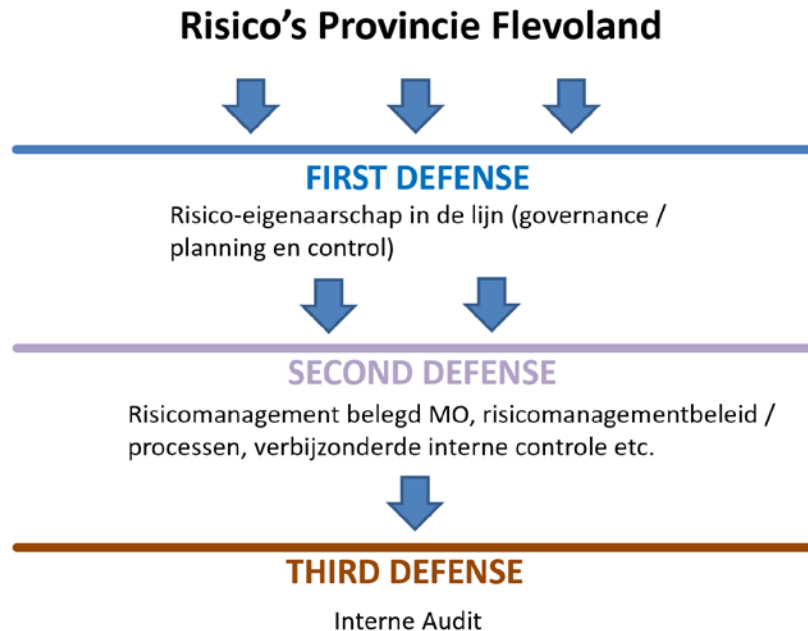 Risico's Provincie Flevoland
FIRST DEFENSE
Risico-eigenaarschap in de lijn (governance /
planning en control)
SECOND DEFENSE
Risicomanagement belegd MO, risicomanagementbeleid /
processen, verbijzonderde interne controle etc.
THIRD DEFENSE
Interne Audit